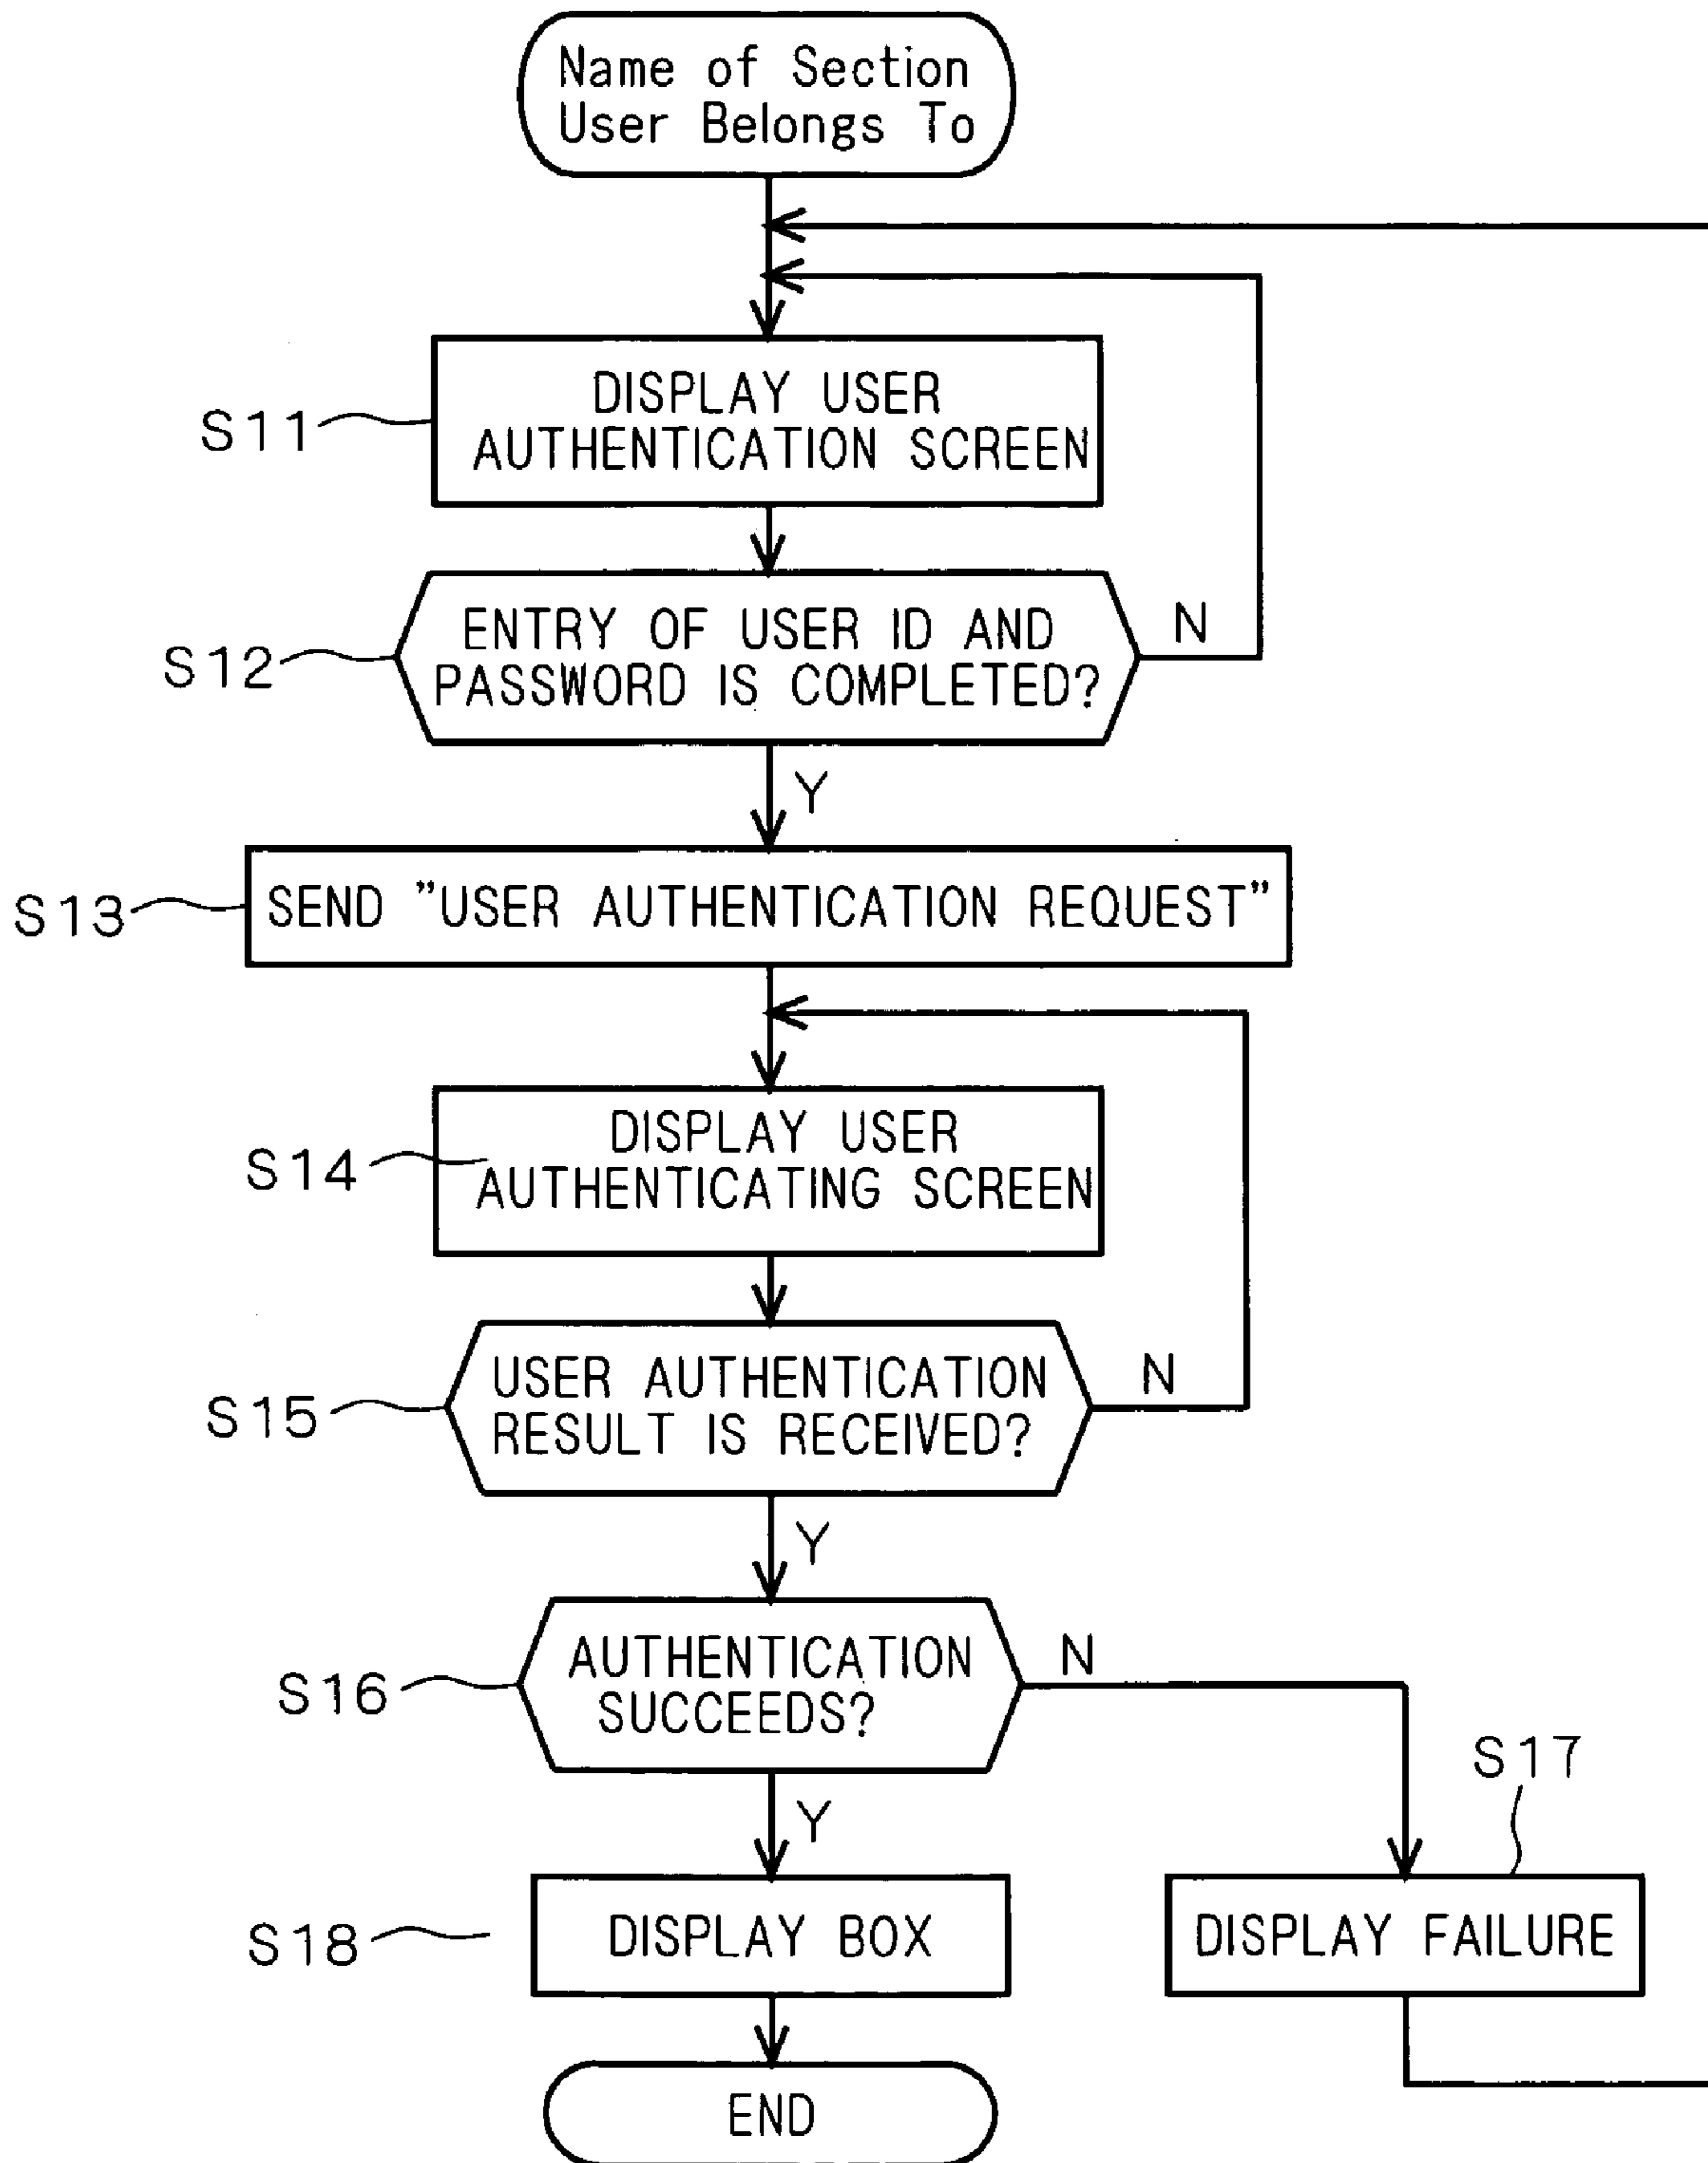 Name of Section
User Belongs To
S11
DISPLAY USER
AUTHENTICATION SCREEN
S12
ENTRY OF USER ID AND
PASSWORD IS COMPLETED?
N
Y
S13
SEND "USER AUTHENTICATION REQUEST"
S14
DISPLAY USER
AUTHENTICATING SCREEN
S15
USER AUTHENTICATION
RESULT IS RECEIVED?
N
Y
S16
AUTHENTICATION
SUCCEEDS?
N
Y
S17
S18
DISPLAY BOX
DISPLAY FAILURE
END